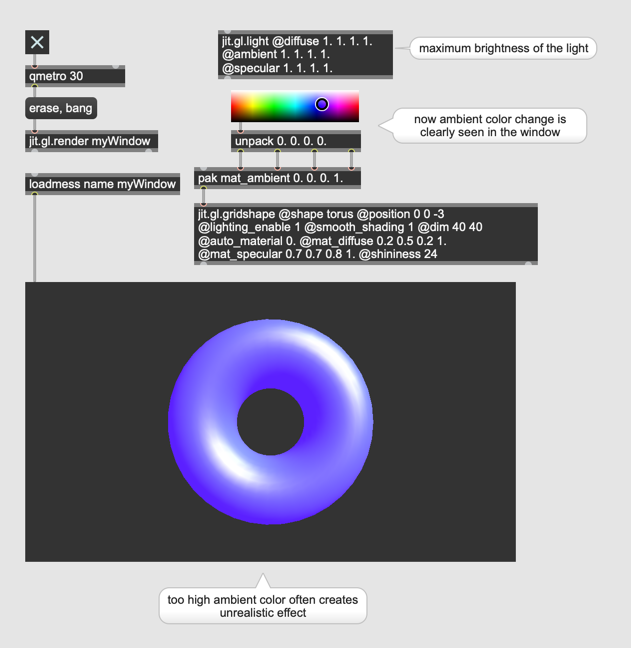 jit.gl.light @diffuse 1. 1. 1. 1.
@ambient 1. 1. 1. 1.
@specular 1. 1. 1. 1.
maximum brightness of the light
qmetro 30
erase, bang
now ambient color change is
clearly seen in the window
jit.gl.render myWindow
unpack 0. 0. 0. 0.
loadmess name myWindow
pak mat_ambient 0. 0. 0. 1.
jit.gl.gridshape @shape torus @position 0 0 -3
@lighting_enable 1 @smooth_shading 1 @dim 40 40
@auto_material 0. @mat_diffuse 0.2 0.5 0.2 1.
@mat_specular 0.7 0.7 0.8 1. @shininess 24
too high ambient color often creates
unrealistic effect